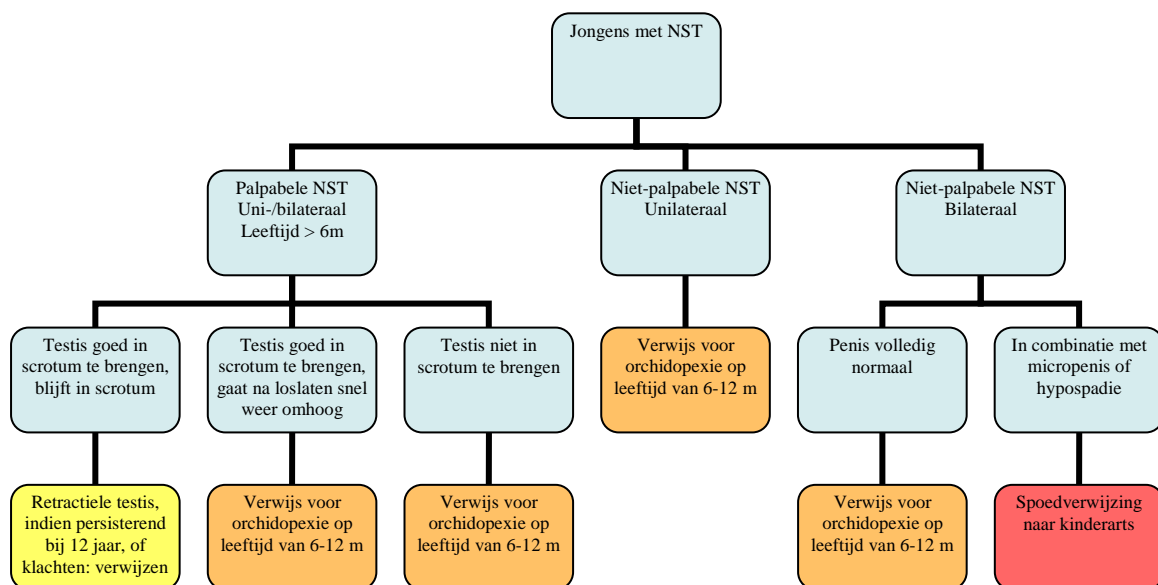 Jongens met NST
Palpabele NST
Uni-/bilateraal
Leeftijd > 6m
Niet-palpabele NST
Unilateraal
Niet-palpabele NST
Bilateraal
Testis goed in
scrotum te brengen,
blijft in scrotum
Testis goed in
scrotum te brengen,
gaat na loslaten snel
weer omhoog
Testis niet in
scrotum te brengen
Verwijs voor
orchidopexie op
leeftijd van 6-12 m
Penis volledig
normaal
In combinatie met
micropenis of
hypospadie
Retractiele testis,
indien persisterend
bij 12 jaar, of
klachten: verwijzen
Verwijs voor
orchidopexie op
leeftijd van 6-12 m
Verwijs voor
orchidopexie op
leeftijd van 6-12 m
Verwijs voor
orchidopexie op
leeftijd van 6-12 m
Spoedverwijzing
naar kinderarts